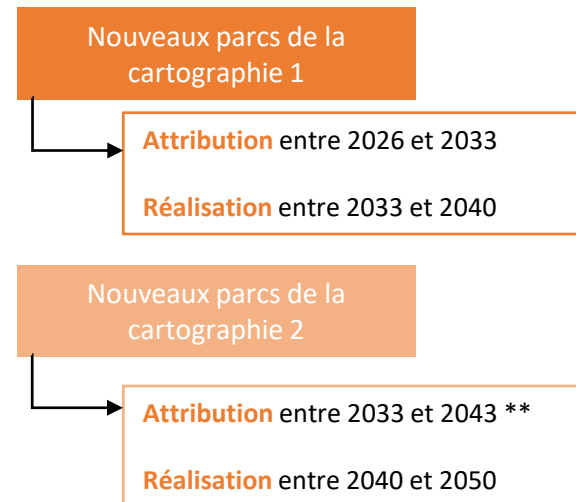 Nouveaux parcs de la
cartographie 1
Attribution entre 2026 et 2033
Réalisation entre 2033 et 2040
Nouveaux parcs de la
cartographie 2
Attribution entre 2033 et 2043 **
Réalisation entre 2040 et 2050